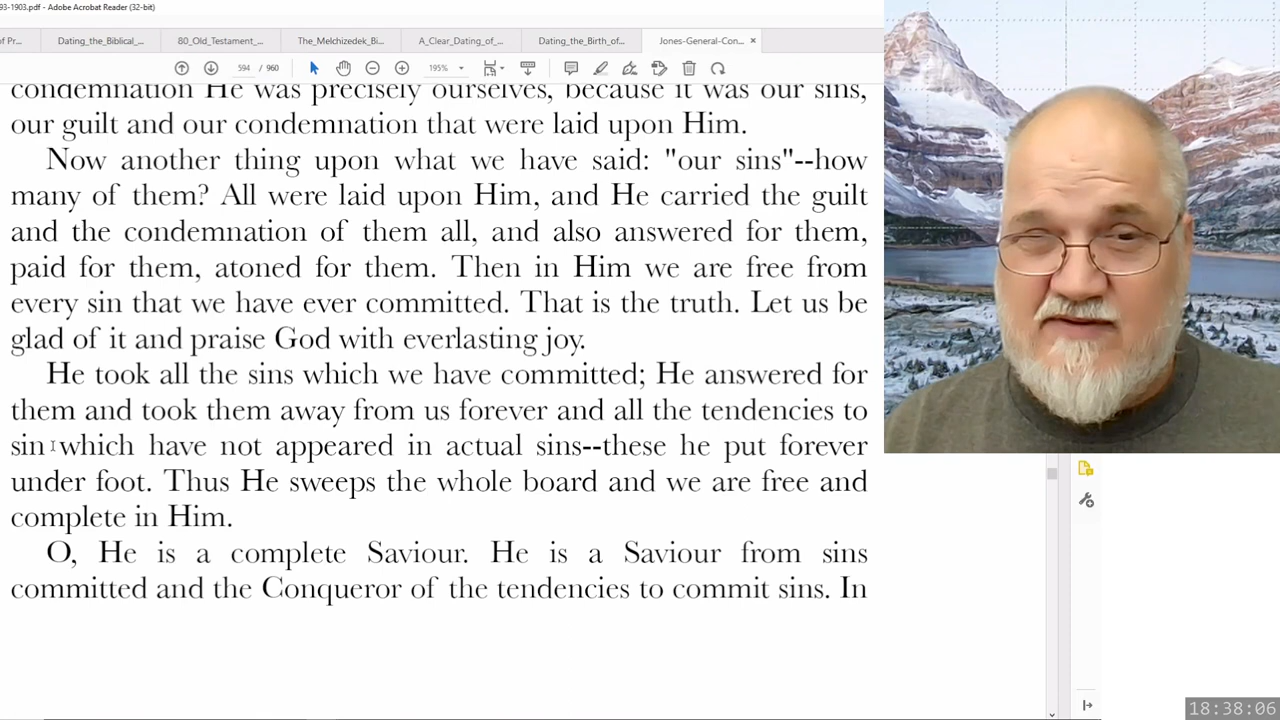 93-1903.pdf - Adobe Acrobat Reader (32-bit)
of Pr...
Dating_the_Biblical_...
80_Old_Testament_...
The_Melchizedek_Bi...
A_Clear_Dating_of_...
Dating_the_Birth_of...
Jones-General-Con...
594 / 960
195%
condemnation He was precisely ourselves, because it was our sins,
our guilt and our condemnation that were laid upon Him.
Now another thing upon what we have said: "our sins"--how
many of them? All were laid upon Him, and He carried the guilt
and the condemnation of them all, and also answered for them,
paid for them, atoned for them. Then in Him we are free from
every sin that we have ever committed. That is the truth. Let us be
glad of it and praise God with everlasting joy.
He took all the sins which we have committed; He answered for
them and took them away from us forever and all the tendencies to
sin which have not appeared in actual sins--these he put forever
under foot. Thus He sweeps the whole board and we are free and
complete in Him.
O, He is a complete Saviour. He is a Saviour from sins
committed and the Conqueror of the tendencies to commit sins. In
18:38:06